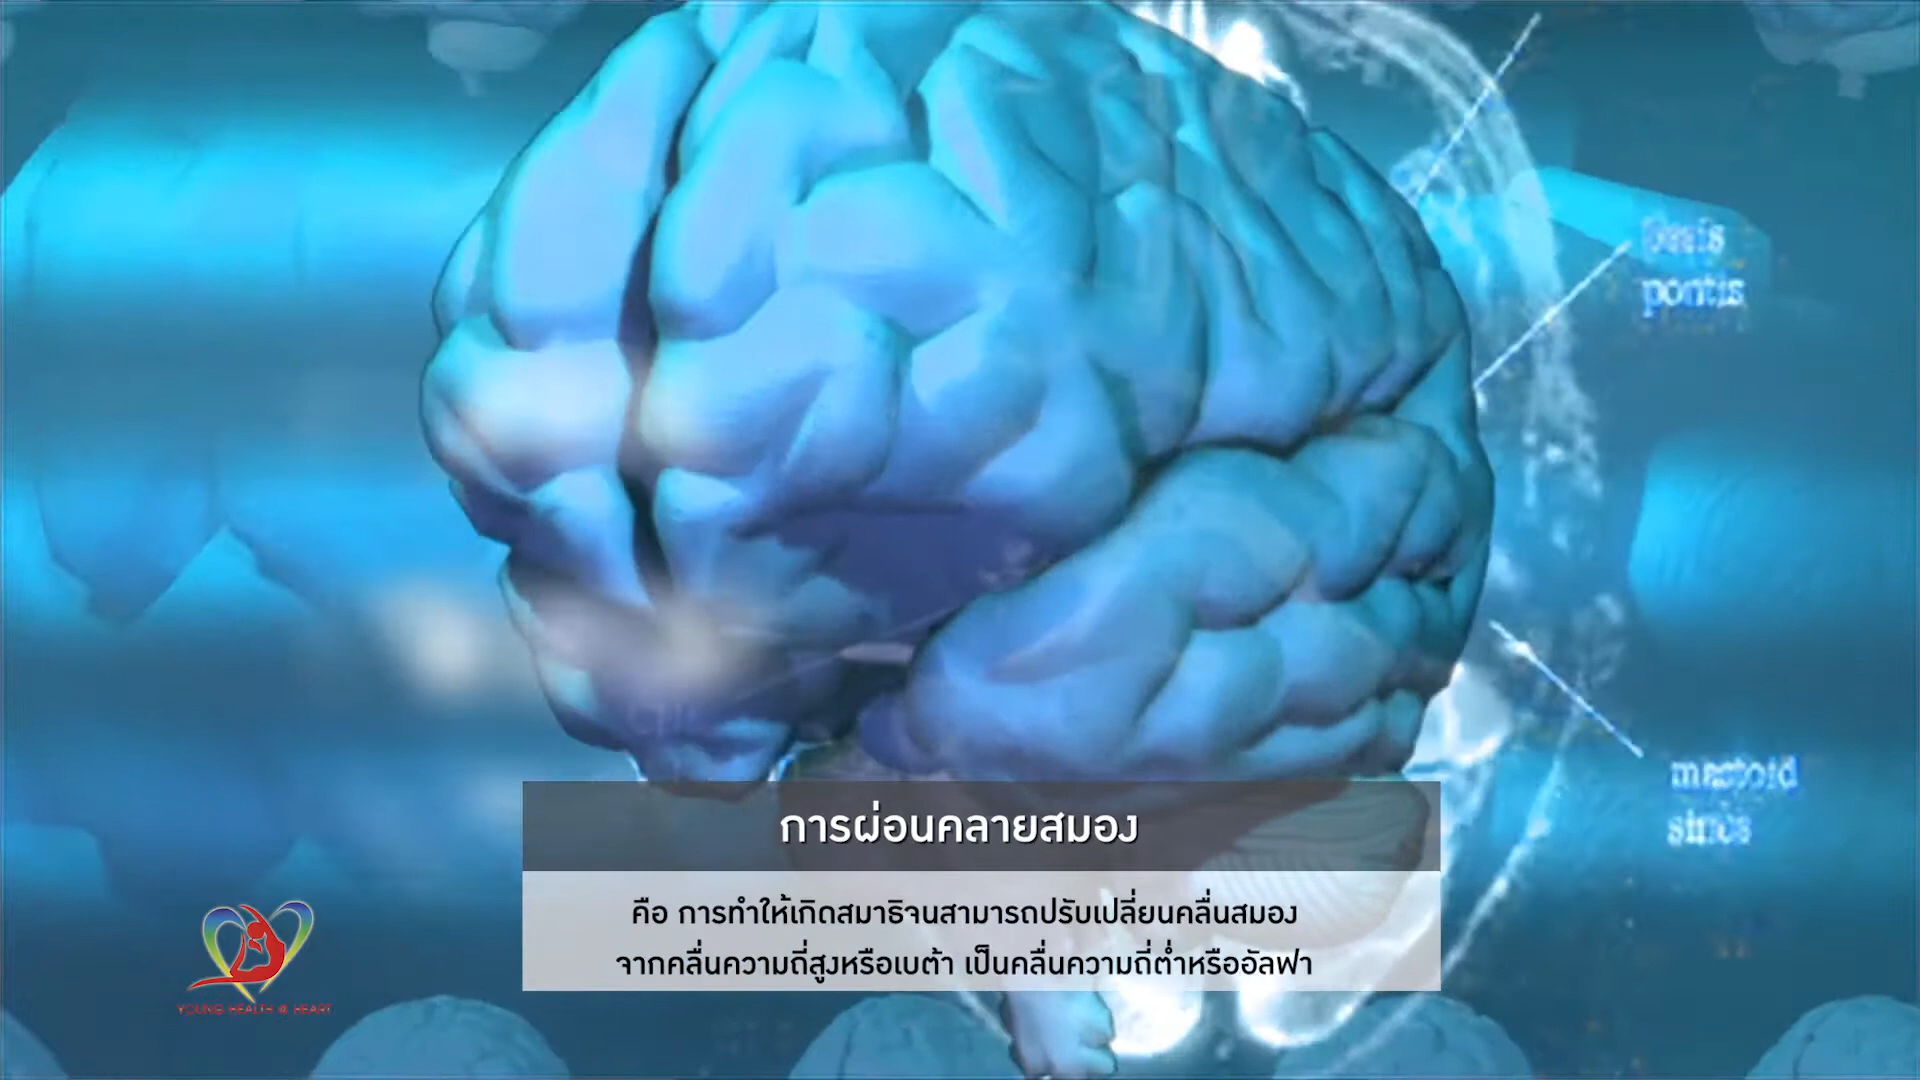 pontis
mastoid
การผ่อนคลายสมอง
คือ การทำให้เกิดสมาธิจนสามารถปรับเปลี่ยนคลื่นสมอง
จากคลื่นความถี่สูงหรือเบต้า เป็นคลื่นความถี่ต่ำหรืออัลฟา
YOUNG HEALTH @ HEART